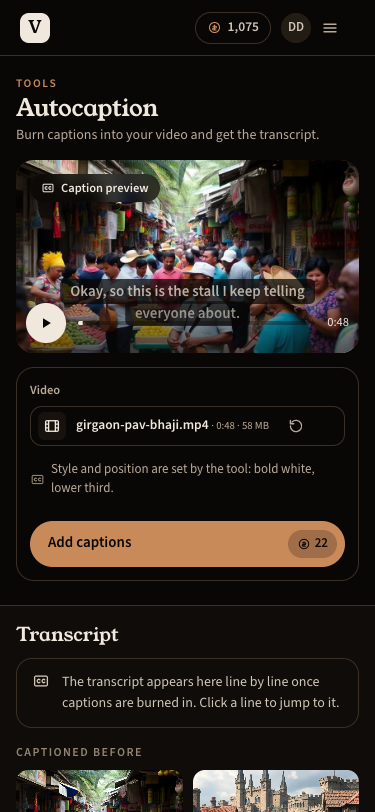 V
1,075
DD
TOOLS
Autocaption
Burn captions into your video and get the transcript.
CC Caption preview
Okay, so this is the stall I keep telling
everyone about.
0:48
Video
girgaon-pav-bhaji.mp4 · 0:48 · 58 MB
CC Style and position are set by the tool: bold white,
lower third.
Add captions 22
Transcript
CC The transcript appears here line by line once
captions are burned in. Click a line to jump to it.
CAPTIONED BEFORE